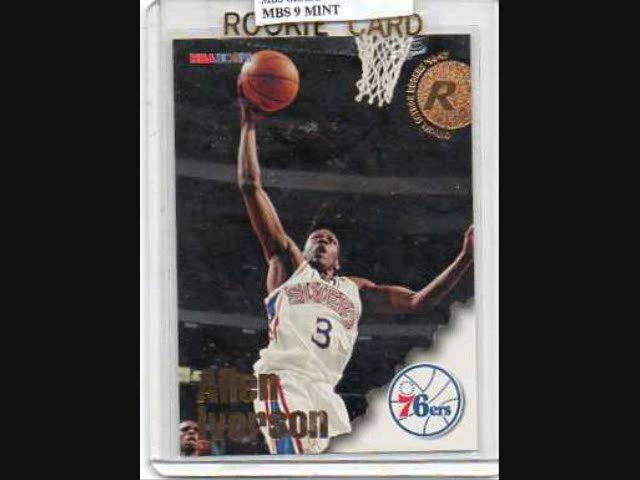 MBS 9 MINT
ROOKIE CARD
NBA HOOPS
R
SIXERS
3
Allen
Iverson
76ers